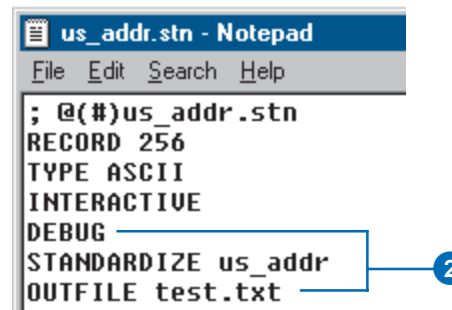 us_addr.stn - Notepad
File Edit Search Help
; @(#)us_addr.stn
RECORD 256
TYPE ASCII
INTERACTIVE
DEBUG
STANDARDIZE us_addr
OUTFILE test.txt
2